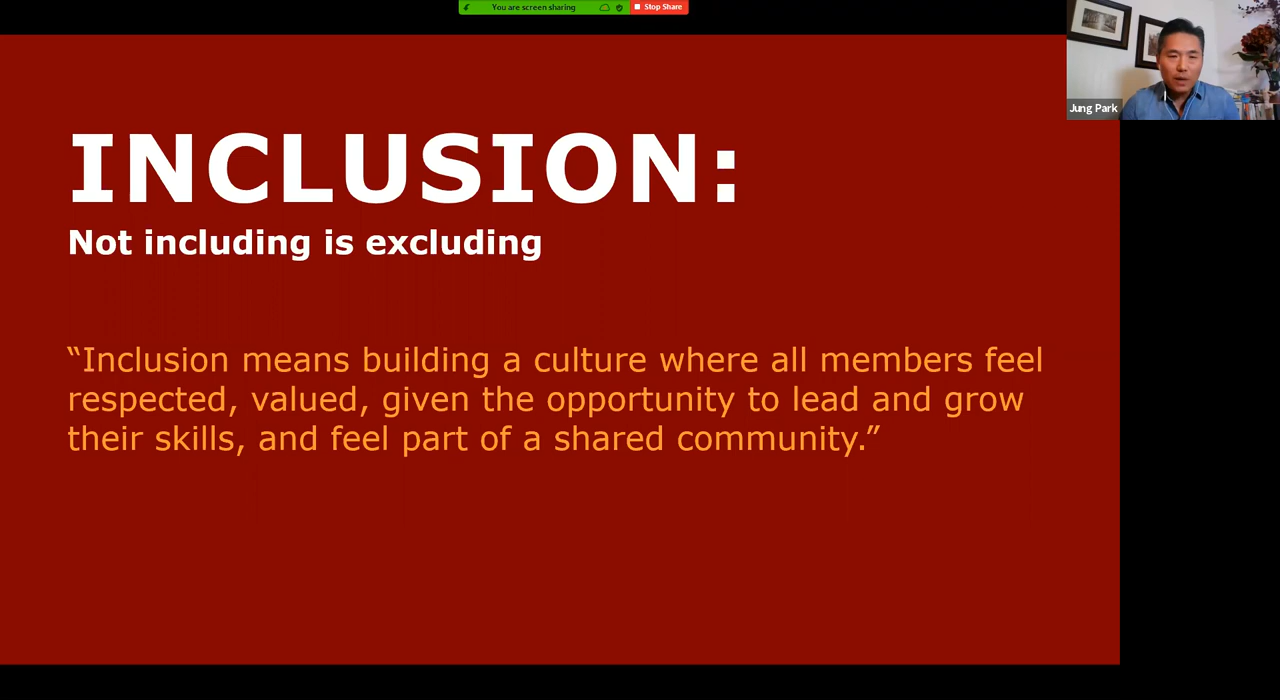 You are screen sharing
Stop Share
Jung Park
INCLUSION:
Not including is excluding
“Inclusion means building a culture where all members feel
respected, valued, given the opportunity to lead and grow
their skills, and feel part of a shared community.”